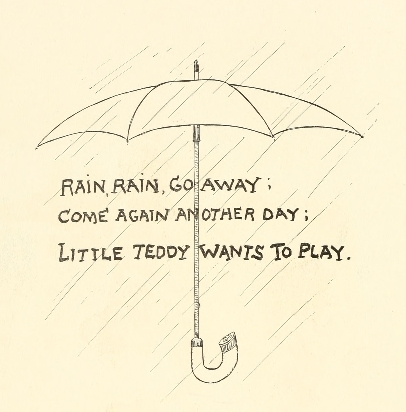 RAIN, RAIN, GO AWAY;
COME AGAIN ANOTHER DAY;
LITTLE TEDDY WANTS TO PLAY.